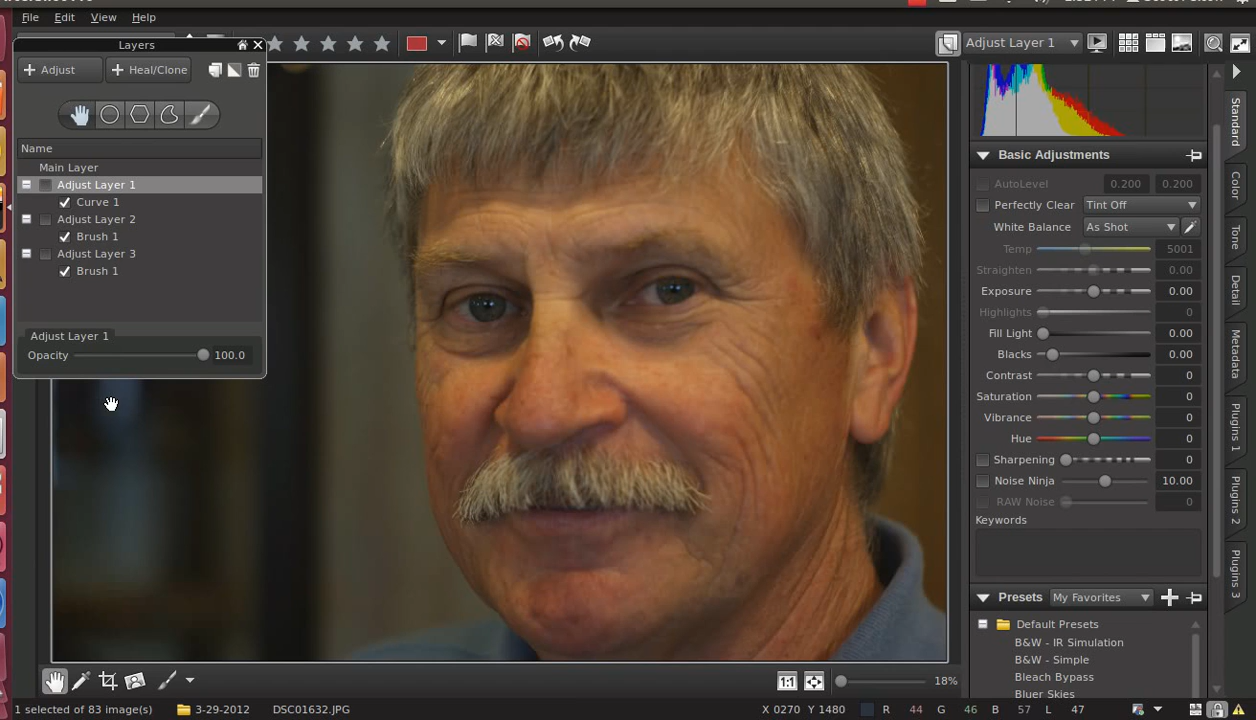 File Edit View Help
Layers
+ Adjust + Heal/Clone
Name
Main Layer
Adjust Layer 1
Curve 1
Adjust Layer 2
Brush 1
Adjust Layer 3
Brush 1
Adjust Layer 1
Opacity 100.0
Adjust Layer 1
Basic Adjustments
AutoLevel 0.200 0.200
Perfectly Clear Tint Off
White Balance As Shot
Temp 5001
Straighten 0.00
Exposure 0.00
Highlights 0
Fill Light 0.00
Blacks 0.00
Contrast 0
Saturation 0
Vibrance 0
Hue 0
Sharpening 0
Noise Ninja 10.00
RAW Noise 0
Keywords
Presets My Favorites
Default Presets
B&W - IR Simulation
B&W - Simple
Bleach Bypass
Bluer Skies
Standard
Color
Tone
Detail
Metadata
Plugins 1
Plugins 2
Plugins 3
1:1 18%
1 selected of 83 image(s) 3-29-2012 DSC01632.JPG X 0270 Y 1480 R 44 G 46 B 57 L 47